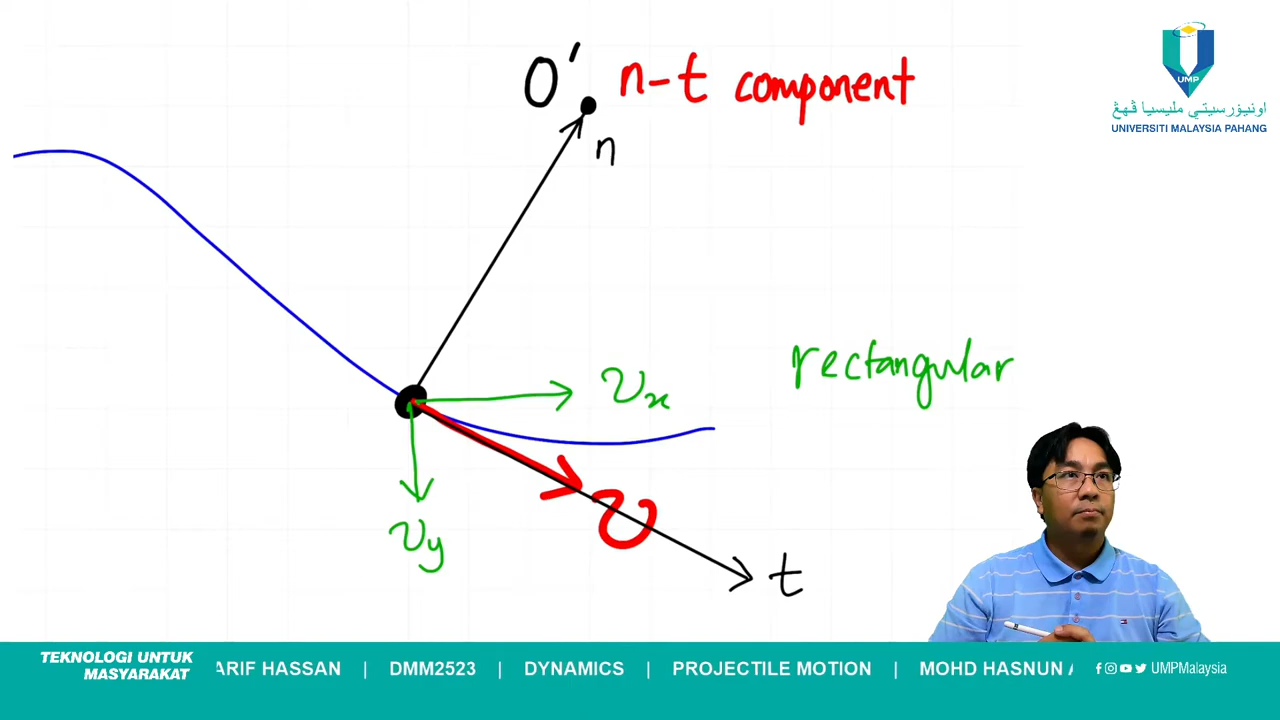 O'
n-t component
n
اونيۏرسيتي مليسيا ڤهڠ
UMP
UNIVERSITI MALAYSIA PAHANG
rectangular
vx
vy
v
t
TEKNOLOGI UNTUK
MASYARAKAT
ARIF HASSAN | DMM2523 | DYNAMICS | PROJECTILE MOTION | MOHD HASNUN A
UMPMalaysia